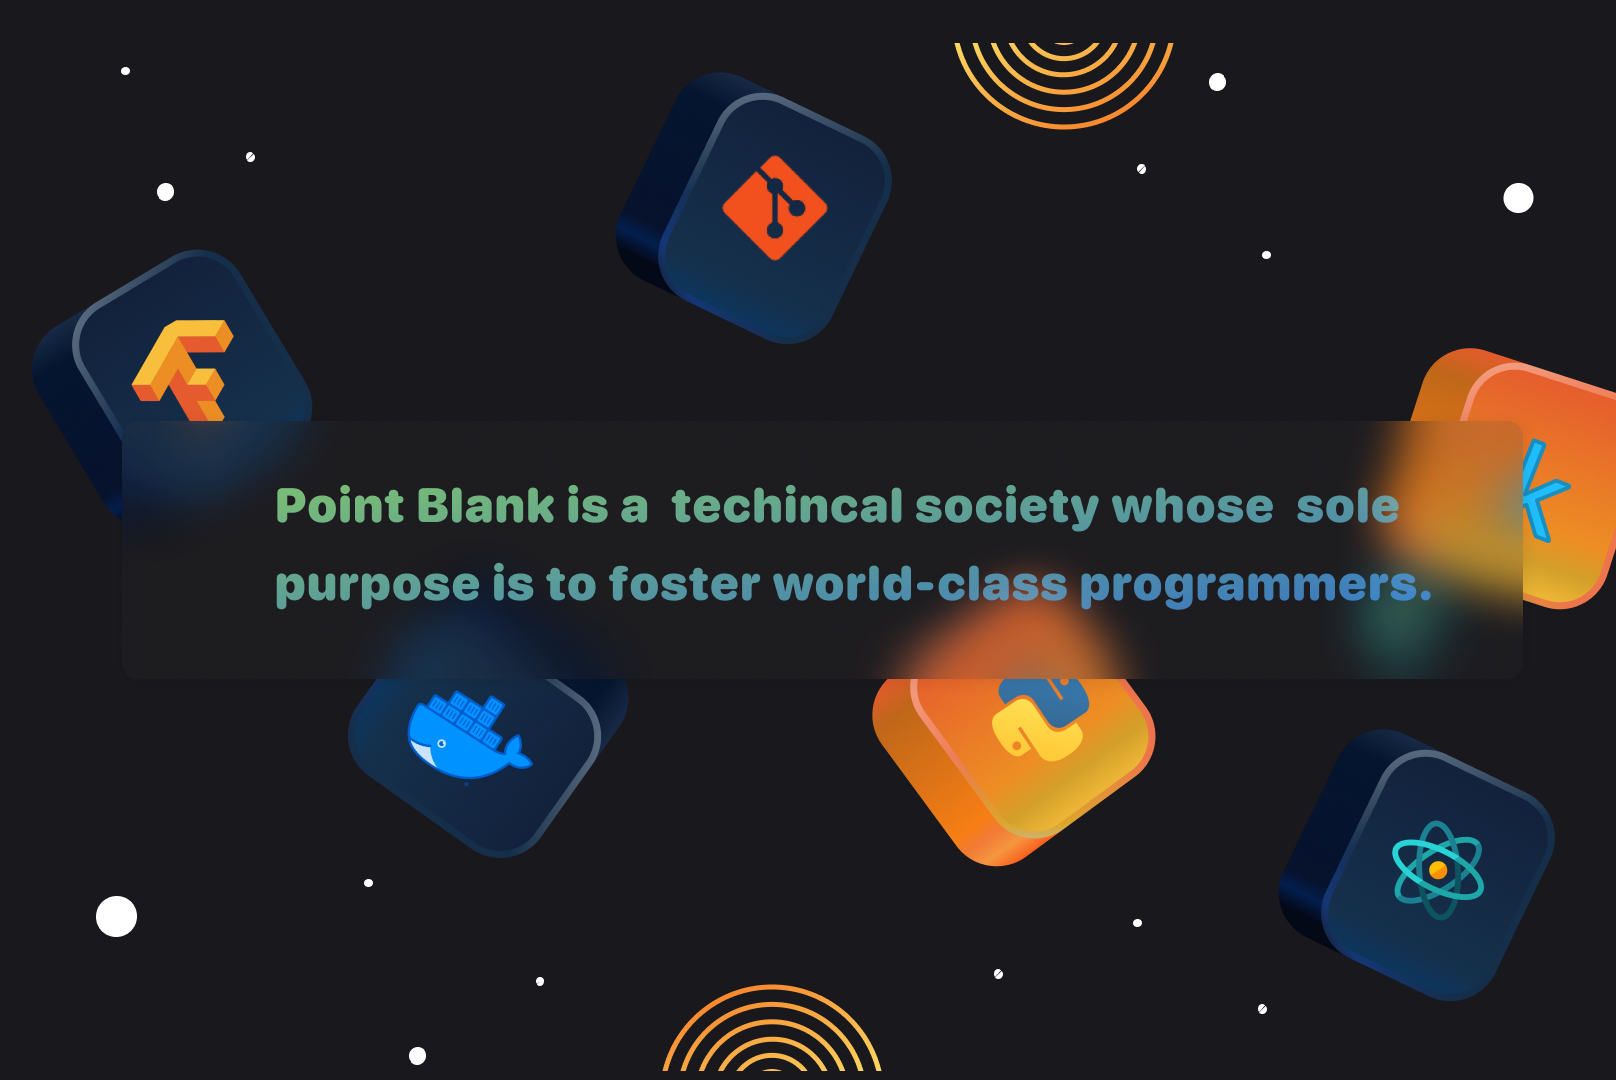 Point Blank is a  techincal society whose  sole
purpose is to foster world-class programmers.